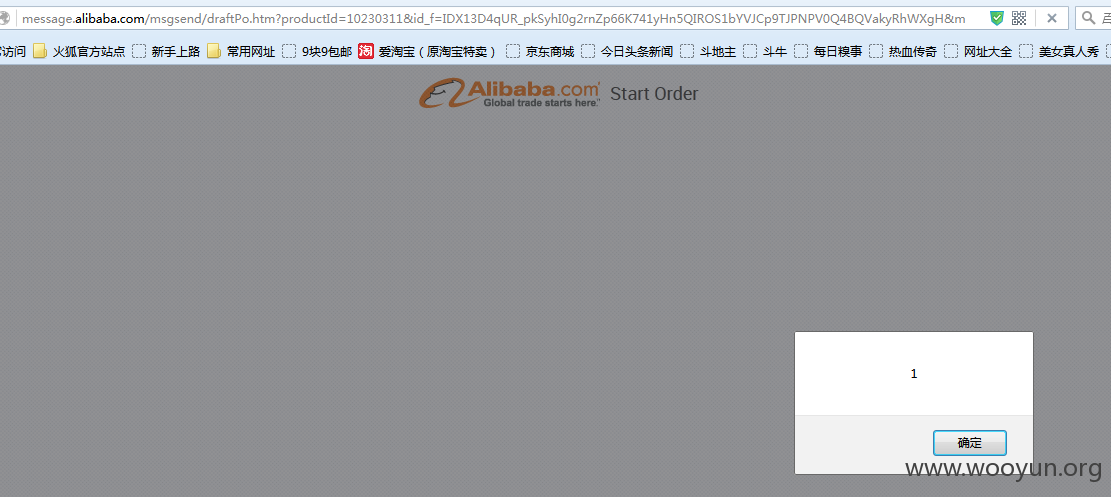 message.alibaba.com/msgsend/draftPo.htm?productId=10230311&id_f=IDX13D4qUR_pkSyhI0g2rnZp66K741yHn5QIROS1bYVJCp9TJPNPV0Q4BQVakyRhWXgH&m
访问 火狐官方站点 新手上路 常用网址 9块9包邮 淘 爱淘宝（原淘宝特卖） 京东商城 今日头条新闻 斗地主 斗牛 每日糗事 热血传奇 网址大全 美女真人秀
Alibaba.com Start Order
Global trade starts here.™
1
确定
www.wooyun.org